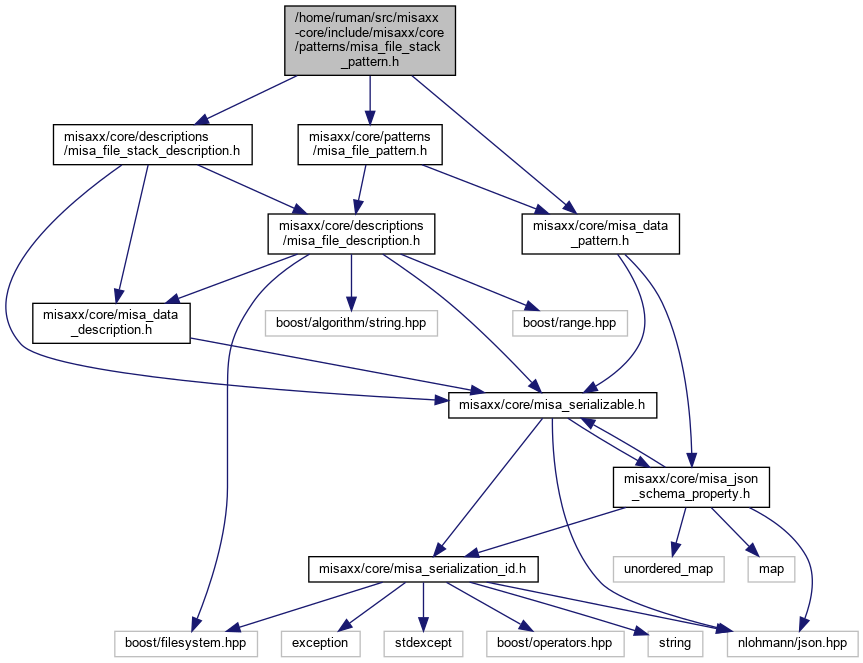 /home/ruman/src/misaxx
-core/include/misaxx/core
/patterns/misa_file_stack
_pattern.h
misaxx/core/descriptions
/misa_file_stack_description.h
misaxx/core/patterns
/misa_file_pattern.h
misaxx/core/descriptions
/misa_file_description.h
misaxx/core/misa_data
_pattern.h
misaxx/core/misa_data
_description.h
boost/algorithm/string.hpp
boost/range.hpp
misaxx/core/misa_serializable.h
misaxx/core/misa_json
_schema_property.h
misaxx/core/misa_serialization_id.h
unordered_map
map
boost/filesystem.hpp
exception
stdexcept
boost/operators.hpp
string
nlohmann/json.hpp